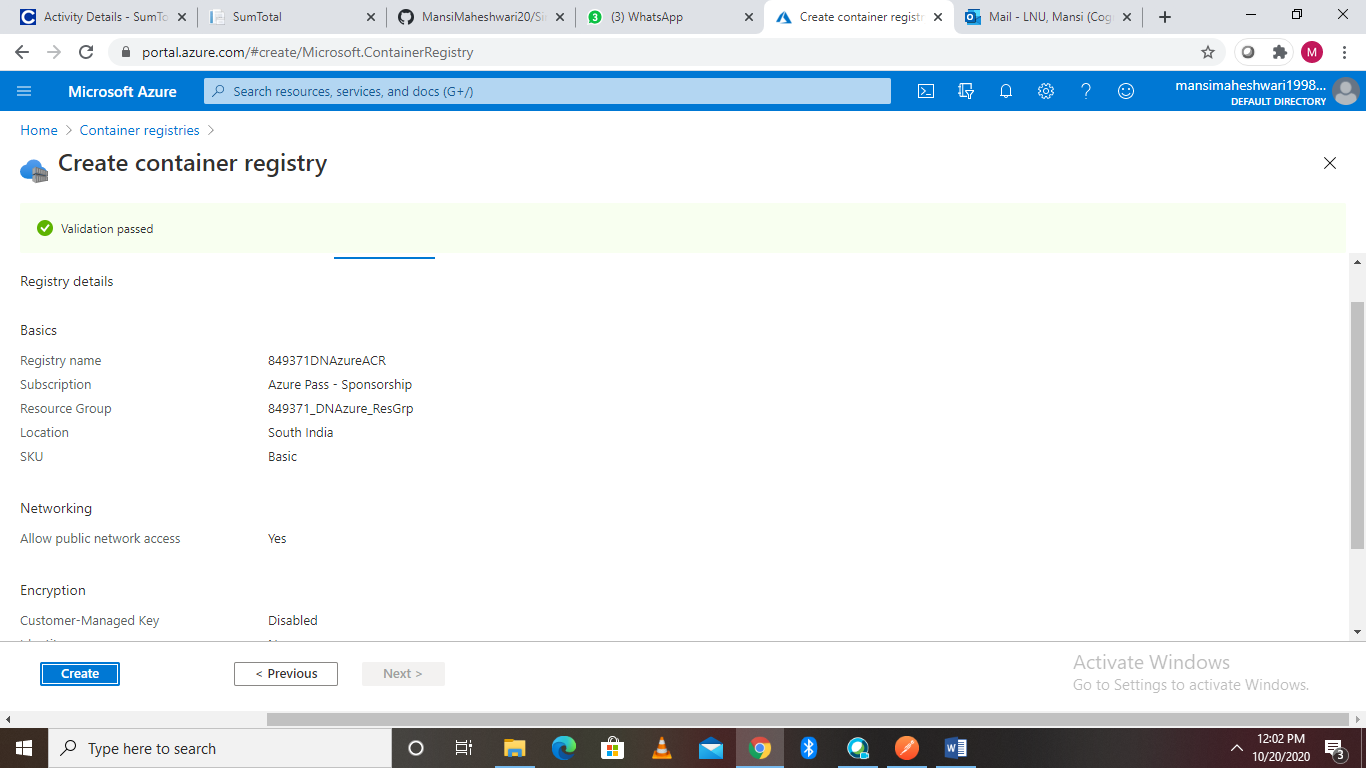 Activity Details - SumTo
SumTotal
MansiMaheshwari20/Si
(3) WhatsApp
Create container registr
Mail - LNU, Mansi (Cog
portal.azure.com/#create/Microsoft.ContainerRegistry
M
Microsoft Azure
Search resources, services, and docs (G+/)
mansimaheshwari1998...
DEFAULT DIRECTORY
Home > Container registries >
Create container registry
Validation passed
Registry details
Basics
Registry name 849371DNAzureACR
Subscription Azure Pass - Sponsorship
Resource Group 849371_DNAzure_ResGrp
Location South India
SKU Basic
Networking
Allow public network access Yes
Encryption
Customer-Managed Key Disabled
Create
< Previous
Next >
Activate Windows
Go to Settings to activate Windows.
Type here to search
12:02 PM
10/20/2020
3